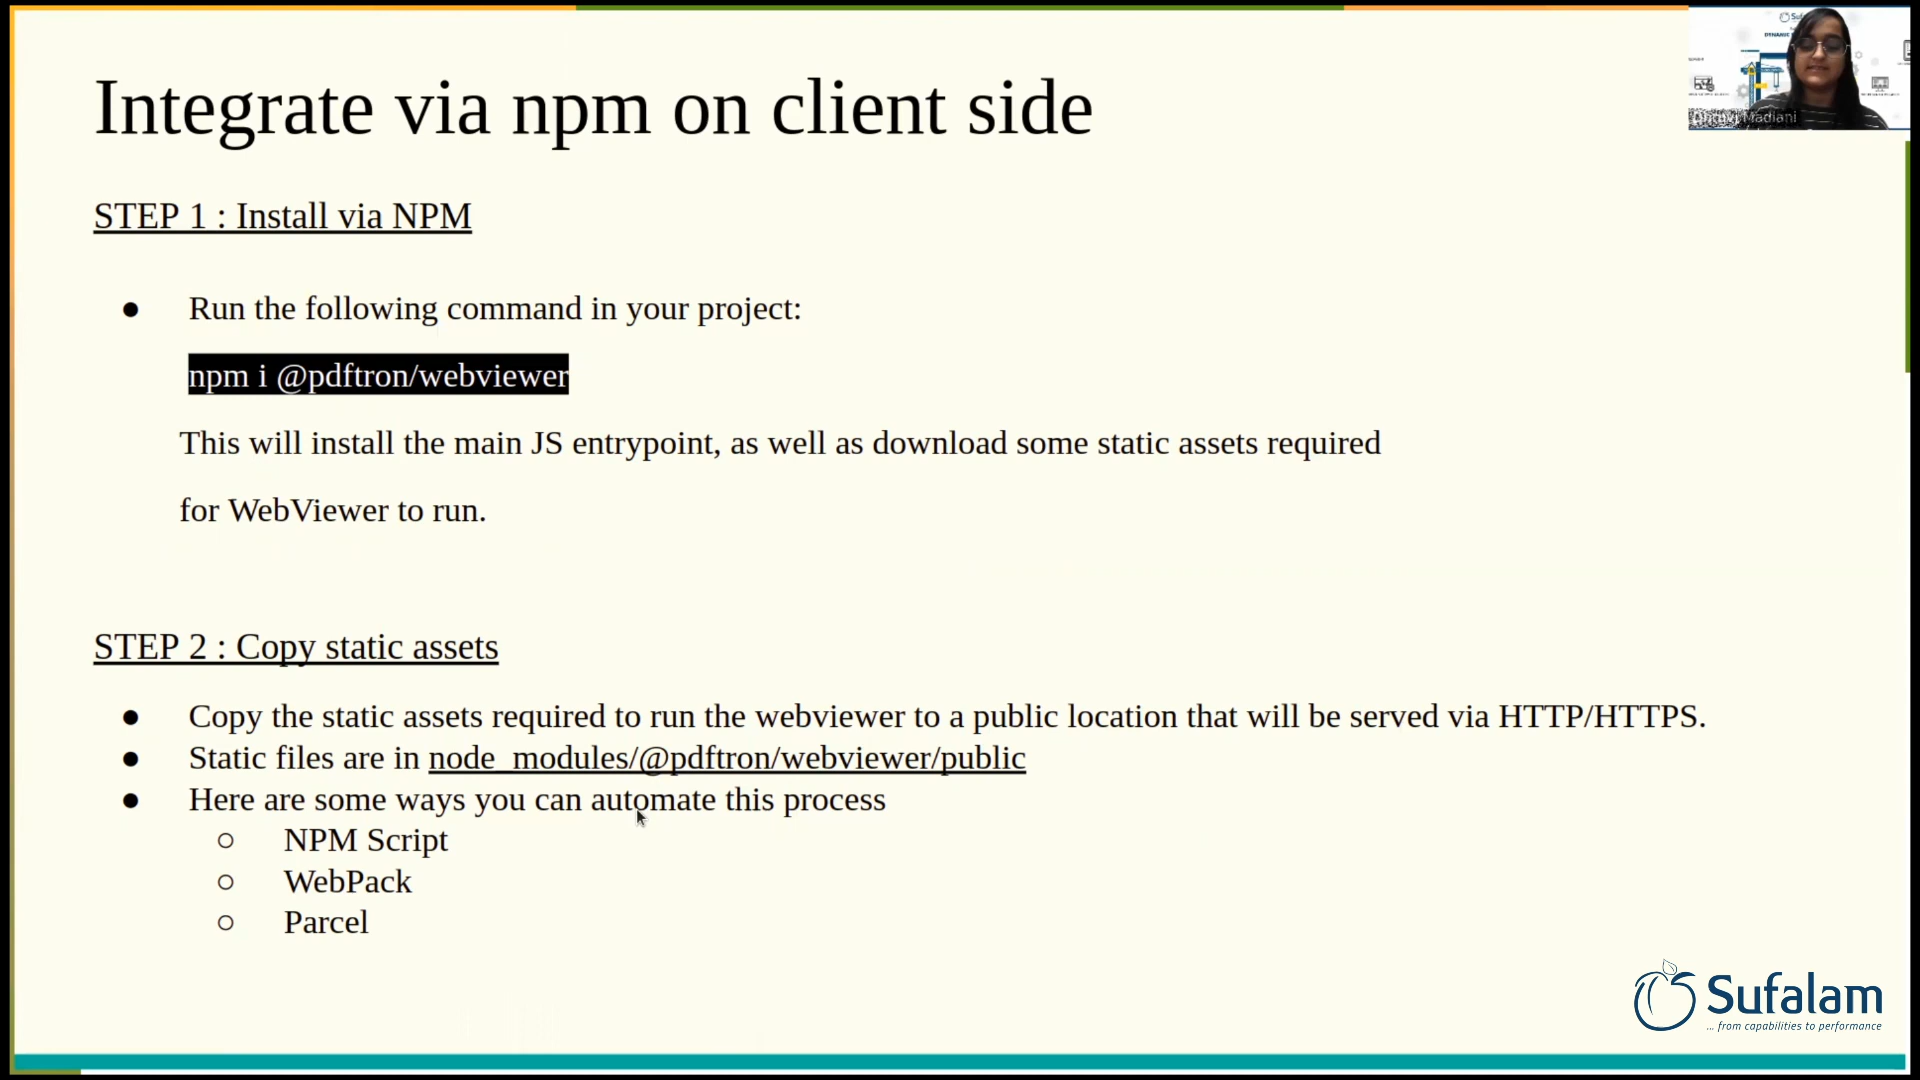 Integrate via npm on client side
STEP 1 : Install via NPM
● Run the following command in your project:
npm i @pdftron/webviewer
This will install the main JS entrypoint, as well as download some static assets required
for WebViewer to run.
STEP 2 : Copy static assets
● Copy the static assets required to run the webviewer to a public location that will be served via HTTP/HTTPS.
● Static files are in node_modules/@pdftron/webviewer/public
● Here are some ways you can automate this process
○ NPM Script
○ WebPack
○ Parcel
Sufalam
... from capabilities to performance